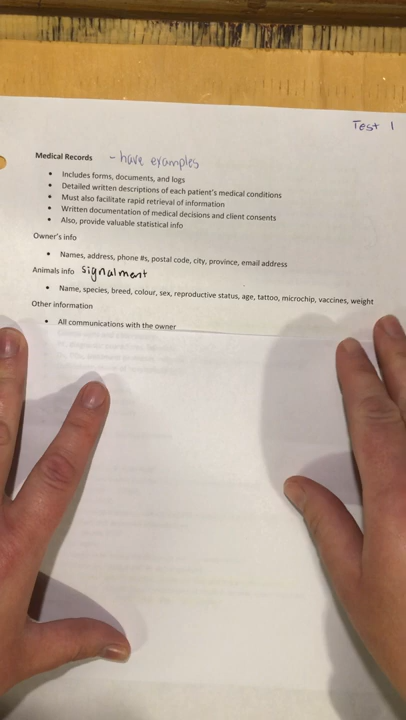 Test 1
Medical Records - have examples
• Includes forms, documents, and logs
• Detailed written descriptions of each patient's medical conditions
• Must also facilitate rapid retrieval of information
• Written documentation of medical decisions and client consents
• Also, provide valuable statistical info
Owner's info
• Names, address, phone #s, postal code, city, province, email address
Animals info signalment
• Name, species, breed, colour, sex, reproductive status, age, tattoo, microchip, vaccines, weight
Other information
• All communications with the owner